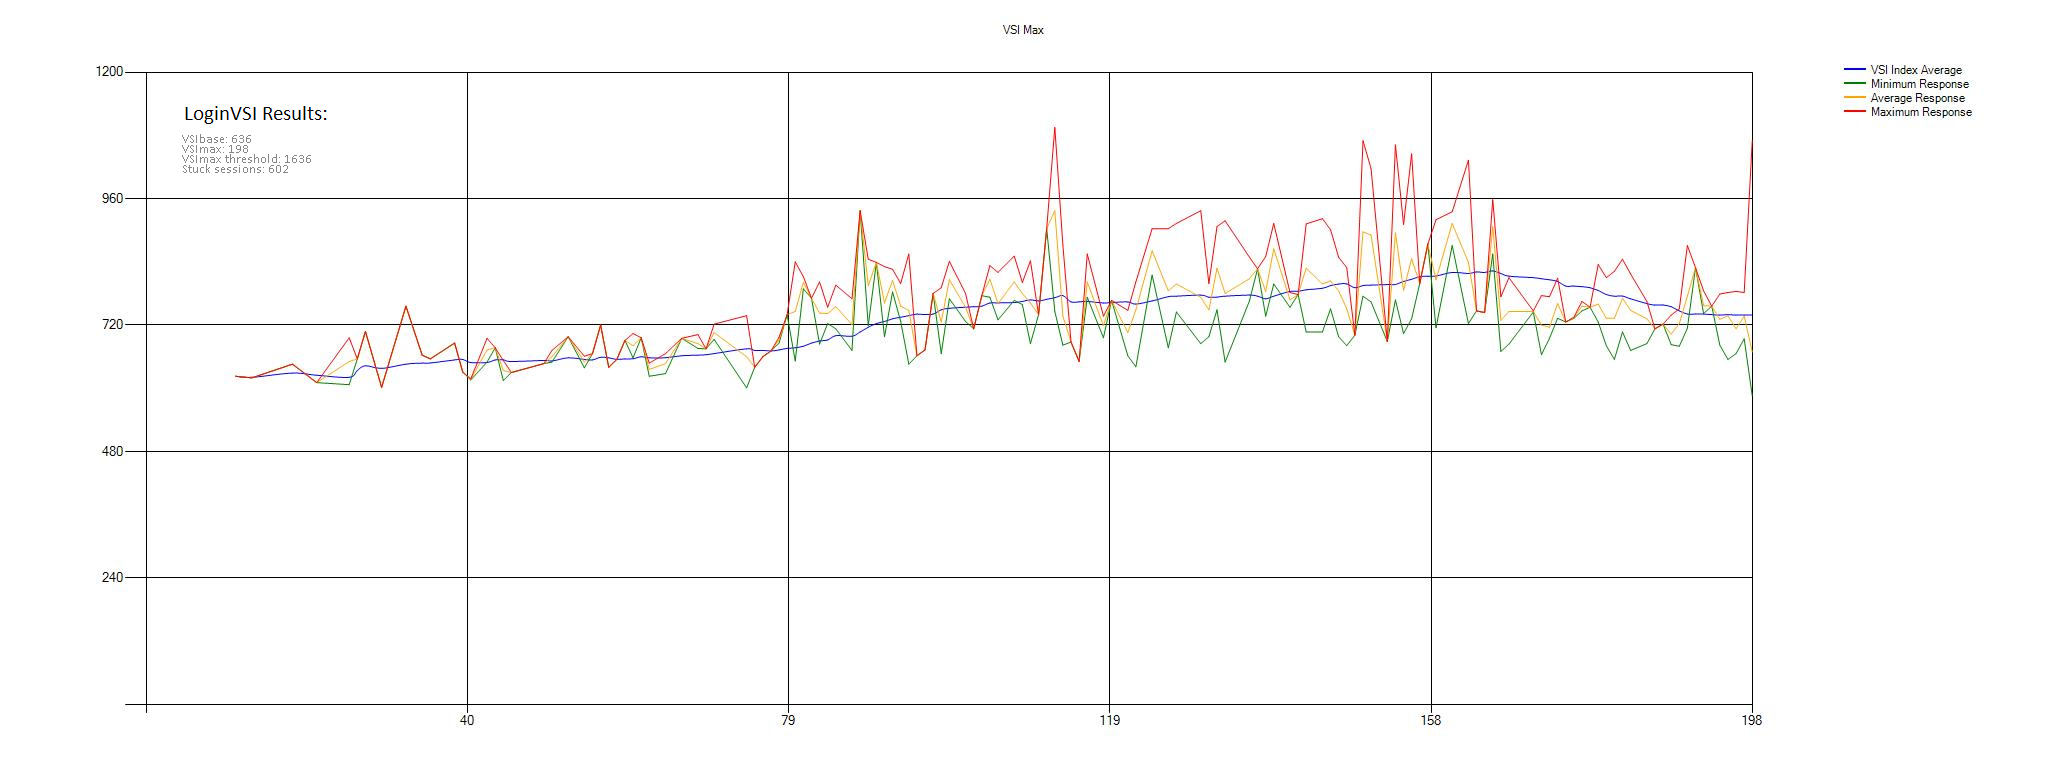 VSI Max
1200
960
720
480
240
40
79
119
158
198
LoginVSI Results:
VSIbase: 636
VSImax: 198
VSImax threshold: 1636
Stuck sessions: 602
VSI Index Average
Minimum Response
Average Response
Maximum Response